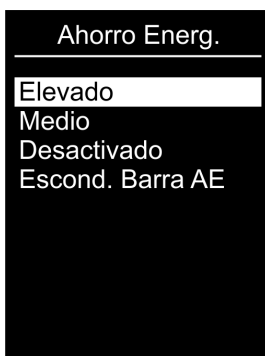 Ahorro Energ.
Elevado
Medio
Desactivado
Escond. Barra AE